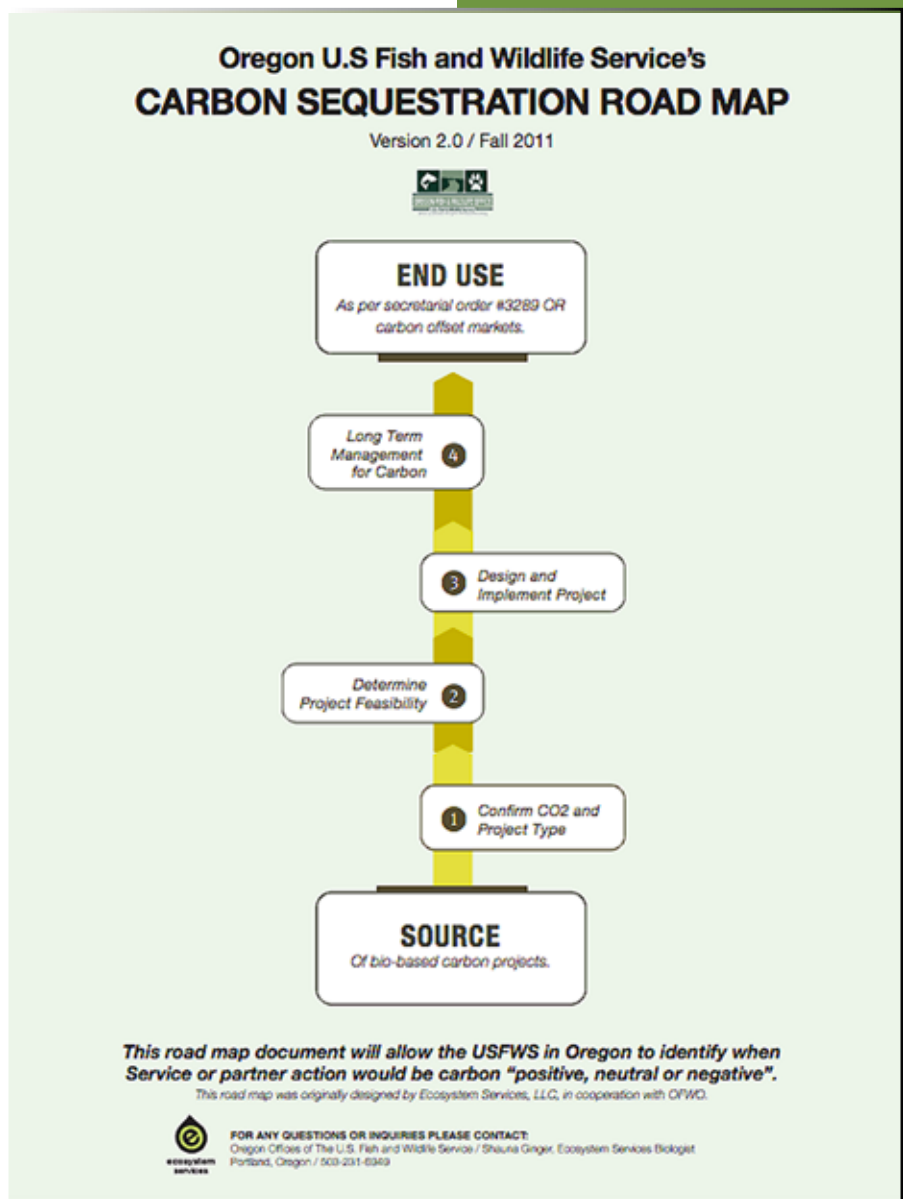 Oregon U.S Fish and Wildlife Service's
CARBON SEQUESTRATION ROAD MAP
Version 2.0 / Fall 2011
END USE
As per secretarial order #3289 OR
carbon offset markets.
Long Term
Management
for Carbon
4
3
Design and
Implement Project
Determine
Project Feasibility
2
1
Confirm CO2 and
Project Type
SOURCE
Of bio-based carbon projects.
This road map document will allow the USFWS in Oregon to identify when
Service or partner action would be carbon "positive, neutral or negative".
This road map was originally designed by Ecosystem Services, LLC, in cooperation with OFWO.
ecosystem
services
FOR ANY QUESTIONS OR INQUIRIES PLEASE CONTACT:
Oregon Offices of The U.S. Fish and Wildlife Service / Shauna Ginger, Ecosystem Services Biologist
Portland, Oregon / 503-231-6949